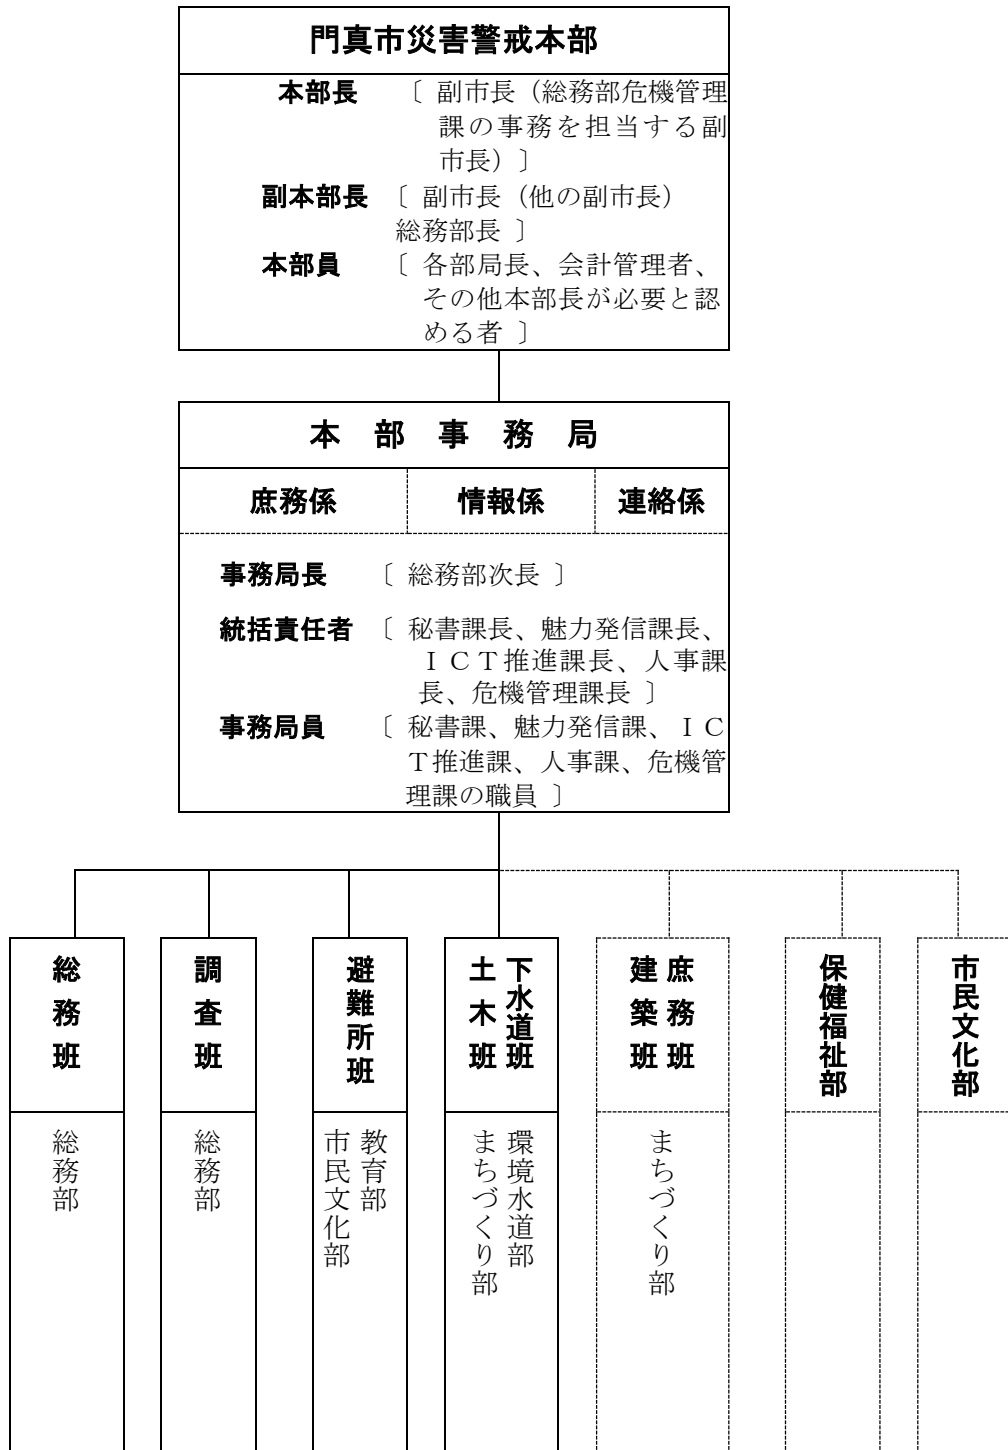 門真市災害警戒本部
本部長 〔 副市長（総務部危機管理
課の事務を担当する副
市長）〕
副本部長 〔 副市長（他の副市長）
総務部長 〕
本部員 〔 各部局長、会計管理者、
その他本部長が必要と認
める者 〕
本部事務局
庶務係 情報係 連絡係
事務局長 〔 総務部次長 〕
統括責任者 〔 秘書課長、魅力発信課長、
ＩＣＴ推進課長、人事課
長、危機管理課長 〕
事務局員 〔 秘書課、魅力発信課、ＩＣ
Ｔ推進課、人事課、危機管
理課の職員 〕
総務班
総務部
調査班
総務部
避難所班
教育部
市民文化部
下水道班
土木班
環境水道部
まちづくり部
庶務班
建築班
まちづくり部
保健福祉部
市民文化部